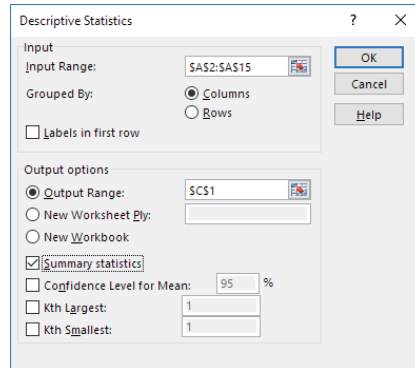 Descriptive Statistics ? ×
Input
Input Range: $A$2:$A$15
Grouped By: Columns
Rows
Labels in first row
OK
Cancel
Help
Output options
Output Range: $C$1
New Worksheet Ply:
New Workbook
Summary statistics
Confidence Level for Mean: 95 %
Kth Largest: 1
Kth Smallest: 1